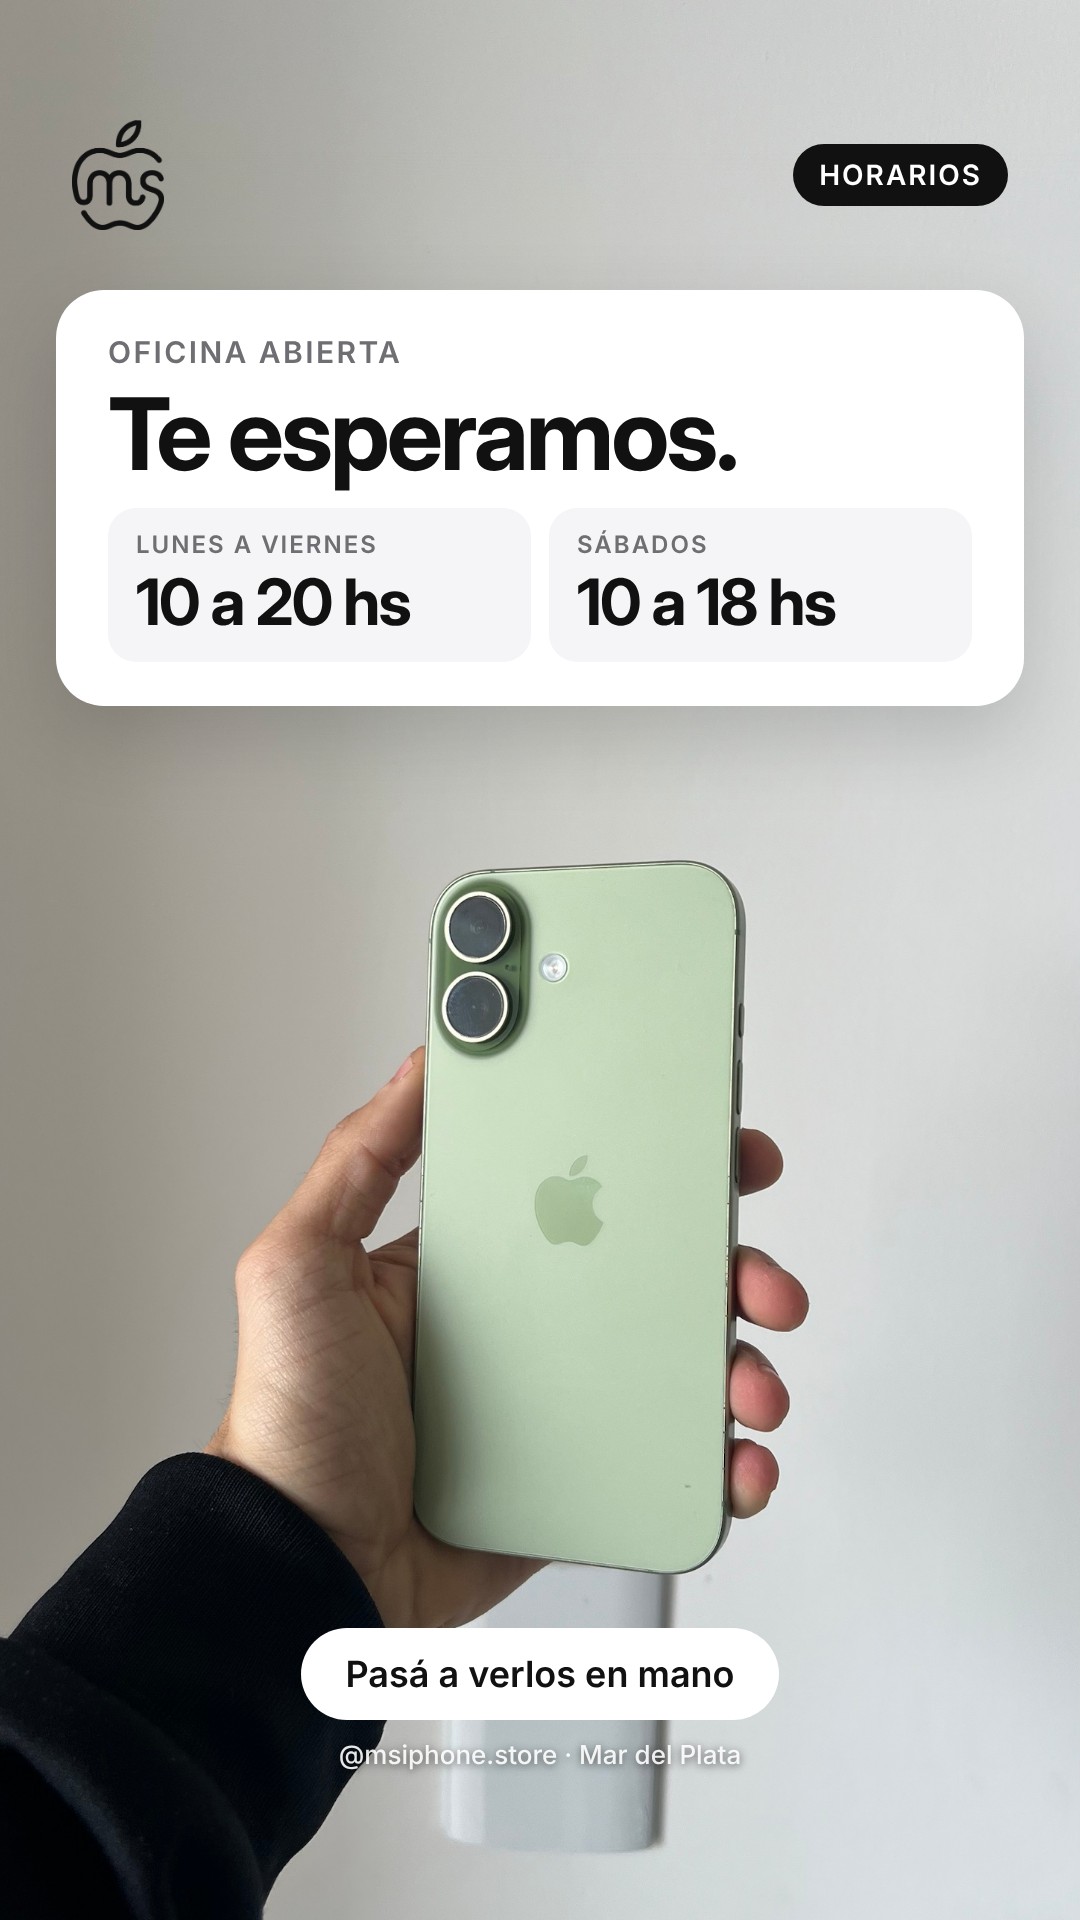 ms
HORARIOS
OFICINA ABIERTA
Te esperamos.
LUNES A VIERNES
10 a 20 hs
SÁBADOS
10 a 18 hs
Pasá a verlos en mano
@msiphone.store · Mar del Plata